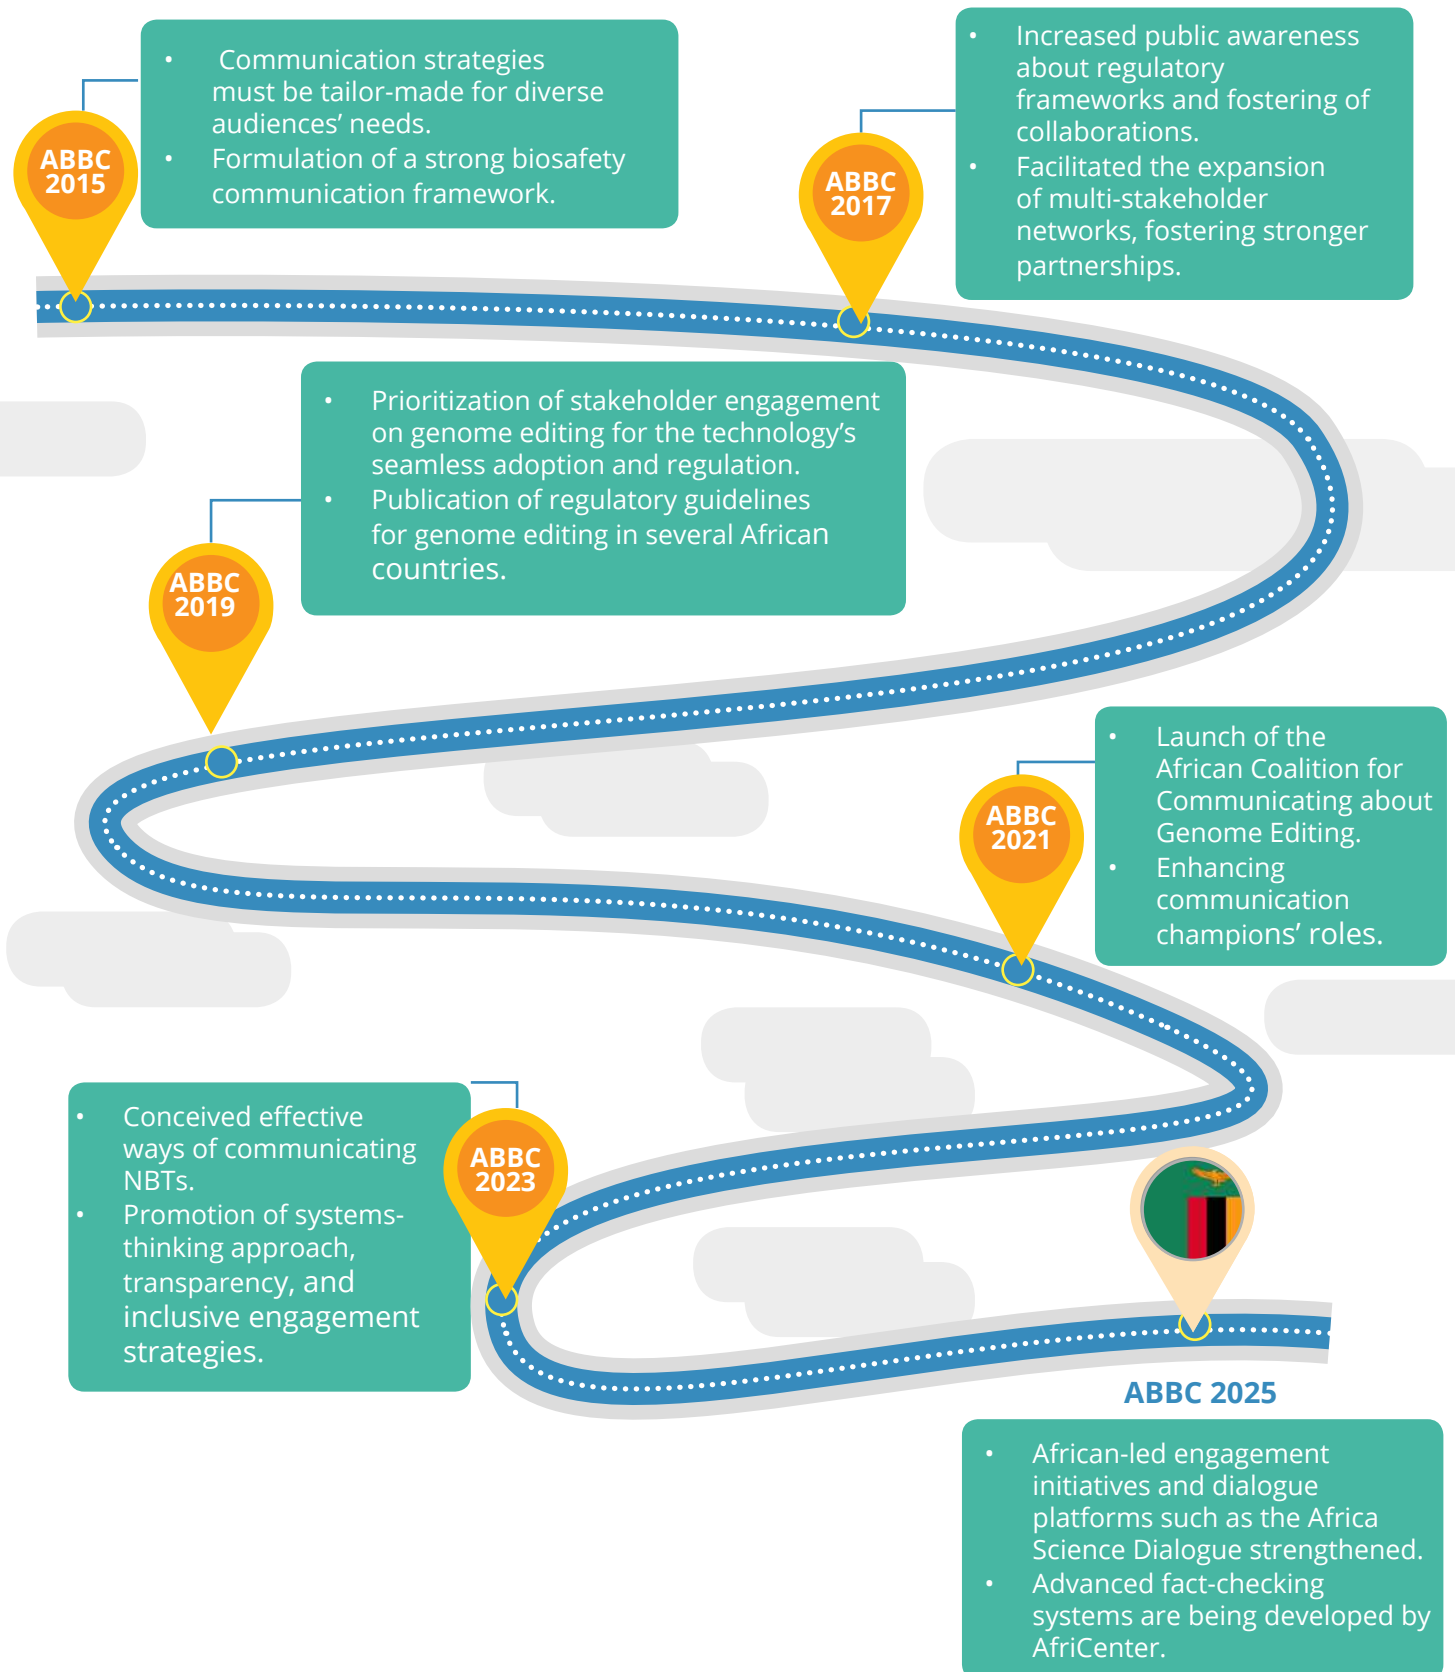 ABBC
2015
• Communication strategies
must be tailor-made for diverse
audiences’ needs.
• Formulation of a strong biosafety
communication framework.
ABBC
2017
• Increased public awareness
about regulatory
frameworks and fostering of
collaborations.
• Facilitated the expansion
of multi-stakeholder
networks, fostering stronger
partnerships.
ABBC
2019
• Prioritization of stakeholder engagement
on genome editing for the technology’s
seamless adoption and regulation.
• Publication of regulatory guidelines
for genome editing in several African
countries.
ABBC
2021
• Launch of the
African Coalition for
Communicating about
Genome Editing.
• Enhancing
communication
champions’ roles.
ABBC
2023
• Conceived effective
ways of communicating
NBTs.
• Promotion of systems-
thinking approach,
transparency, and
inclusive engagement
strategies.
ABBC 2025
• African-led engagement
initiatives and dialogue
platforms such as the Africa
Science Dialogue strengthened.
• Advanced fact-checking
systems are being developed by
AfriCenter.